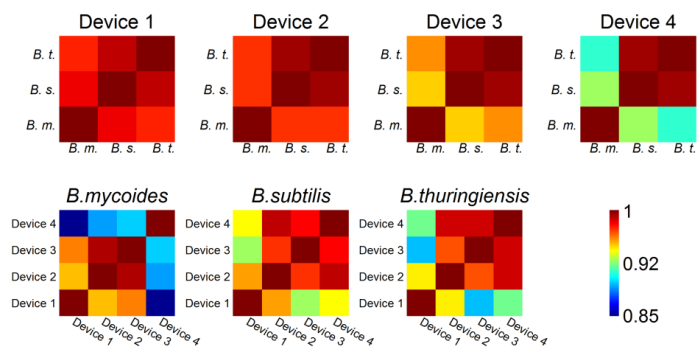 Device 1 Device 2 Device 3 Device 4
B. t. B. t. B. t. B. t.
B. s. B. s. B. s. B. s.
B. m. B. m. B. m. B. m.
B. m. B. s. B. t. B. m. B. s. B. t. B. m. B. s. B. t. B. m. B. s. B. t.
B.mycoides B.subtilis B.thuringiensis
Device 4 Device 4 Device 4 1
Device 3 Device 3 Device 3
0.92
Device 2 Device 2 Device 2
Device 1 Device 1 Device 1 0.85
Device 1 Device 2 Device 3 Device 4 Device 1 Device 2 Device 3 Device 4 Device 1 Device 2 Device 3 Device 4